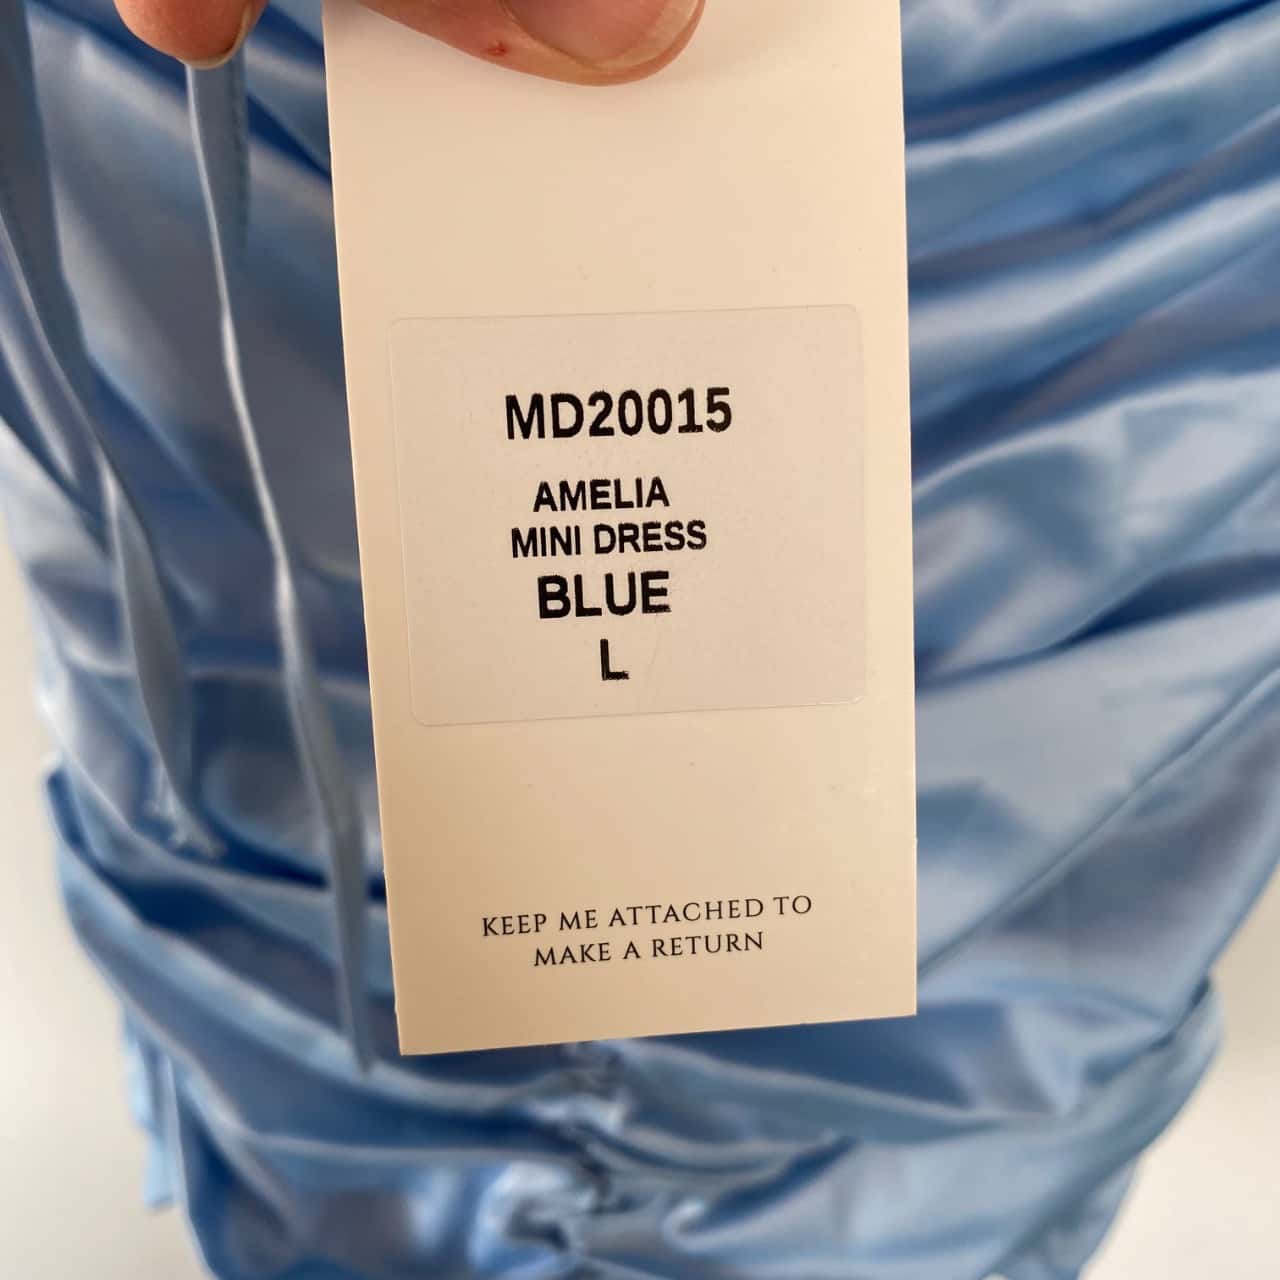 MD20015
AMELIA
MINI DRESS
BLUE
L
KEEP ME ATTACHED TO
MAKE A RETURN